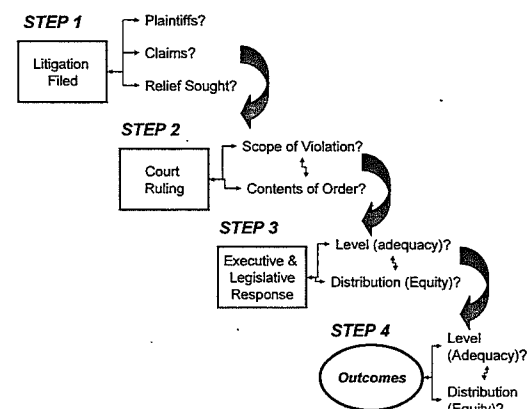 STEP 1
Plaintiffs?
Claims?
Relief Sought?
Litigation
Filed
STEP 2
Scope of Violation?
Contents of Order?
Court
Ruling
STEP 3
Level (adequacy)?
Distribution (Equity)?
Executive &
Legislative
Response
STEP 4
Level
(Adequacy)?
Outcomes
Distribution
(Equity)?